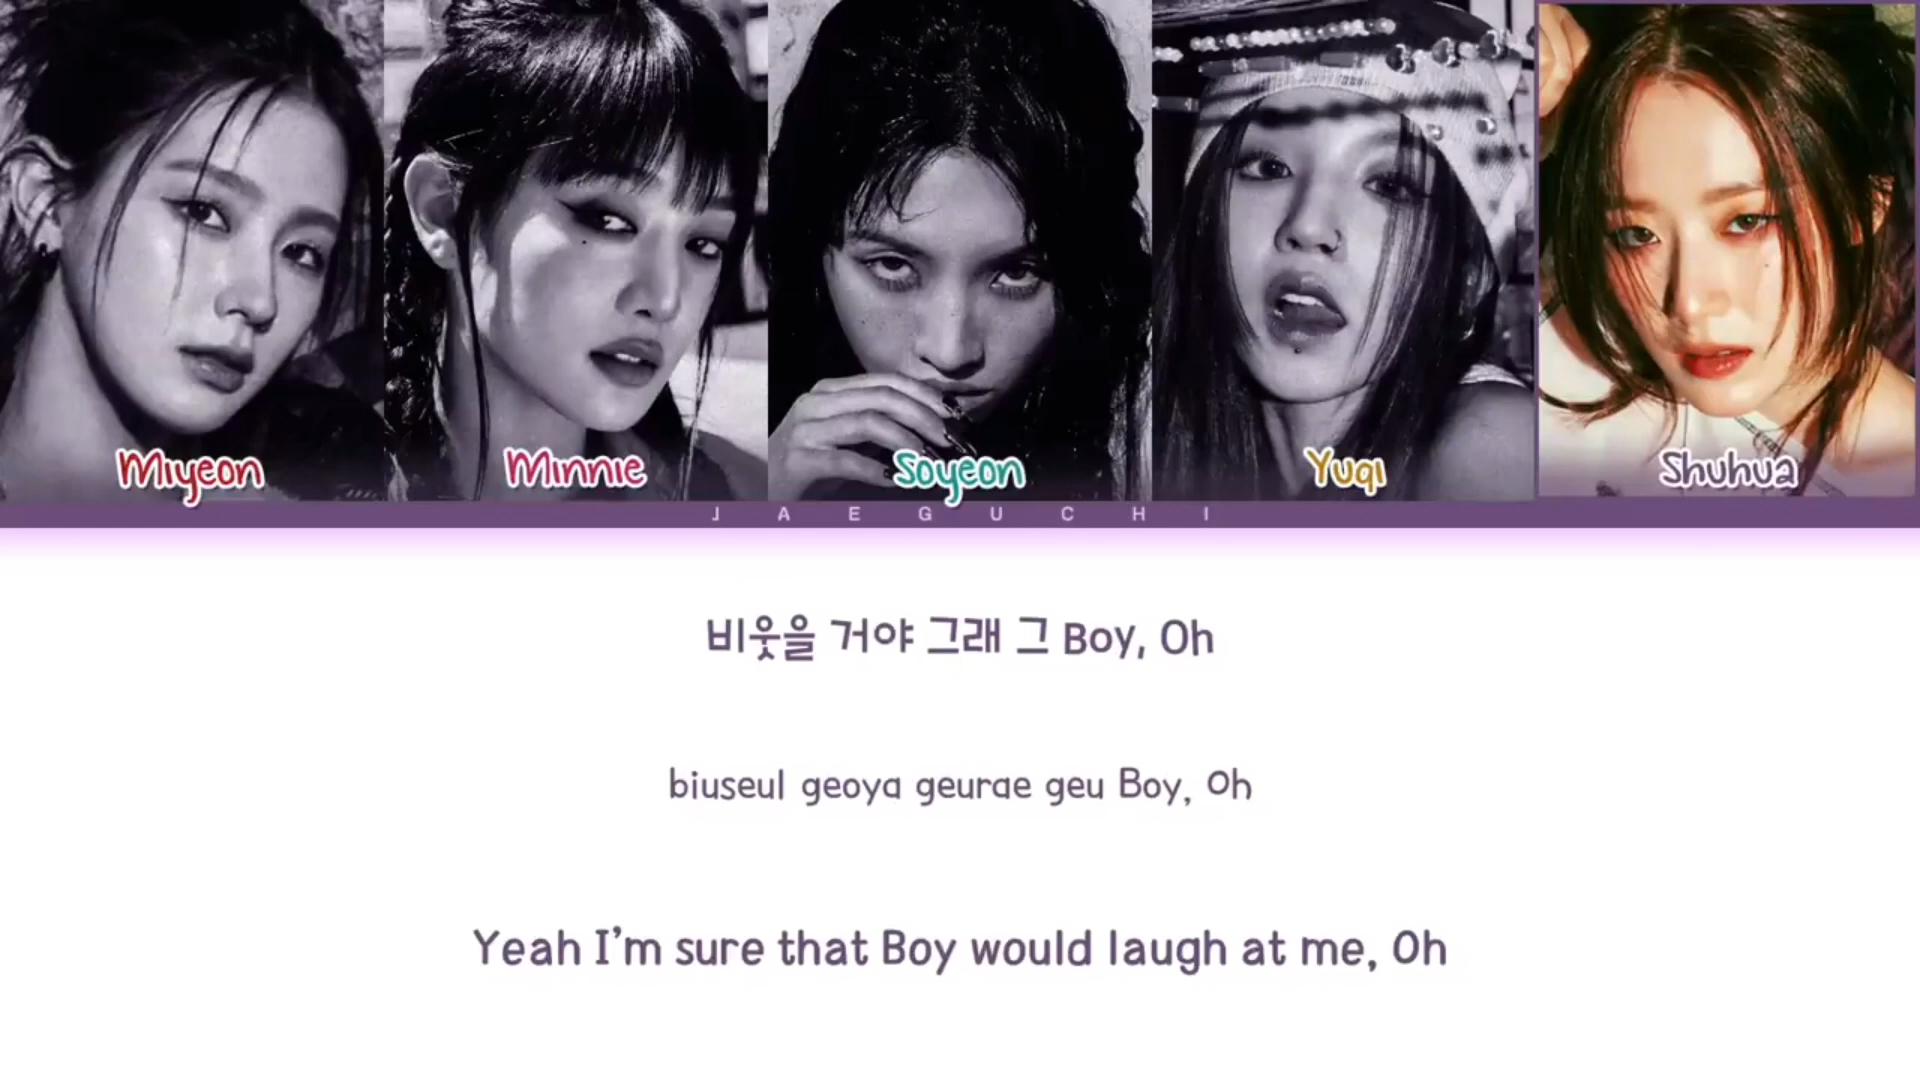 Miyeon
Minnie
Soyeon
Yuqi
Shuhua
JAEGUCHI
비웃을 거야 그래 그 Boy, Oh
biuseul geoya geurae geu Boy, Oh
Yeah I'm sure that Boy would laugh at me, Oh